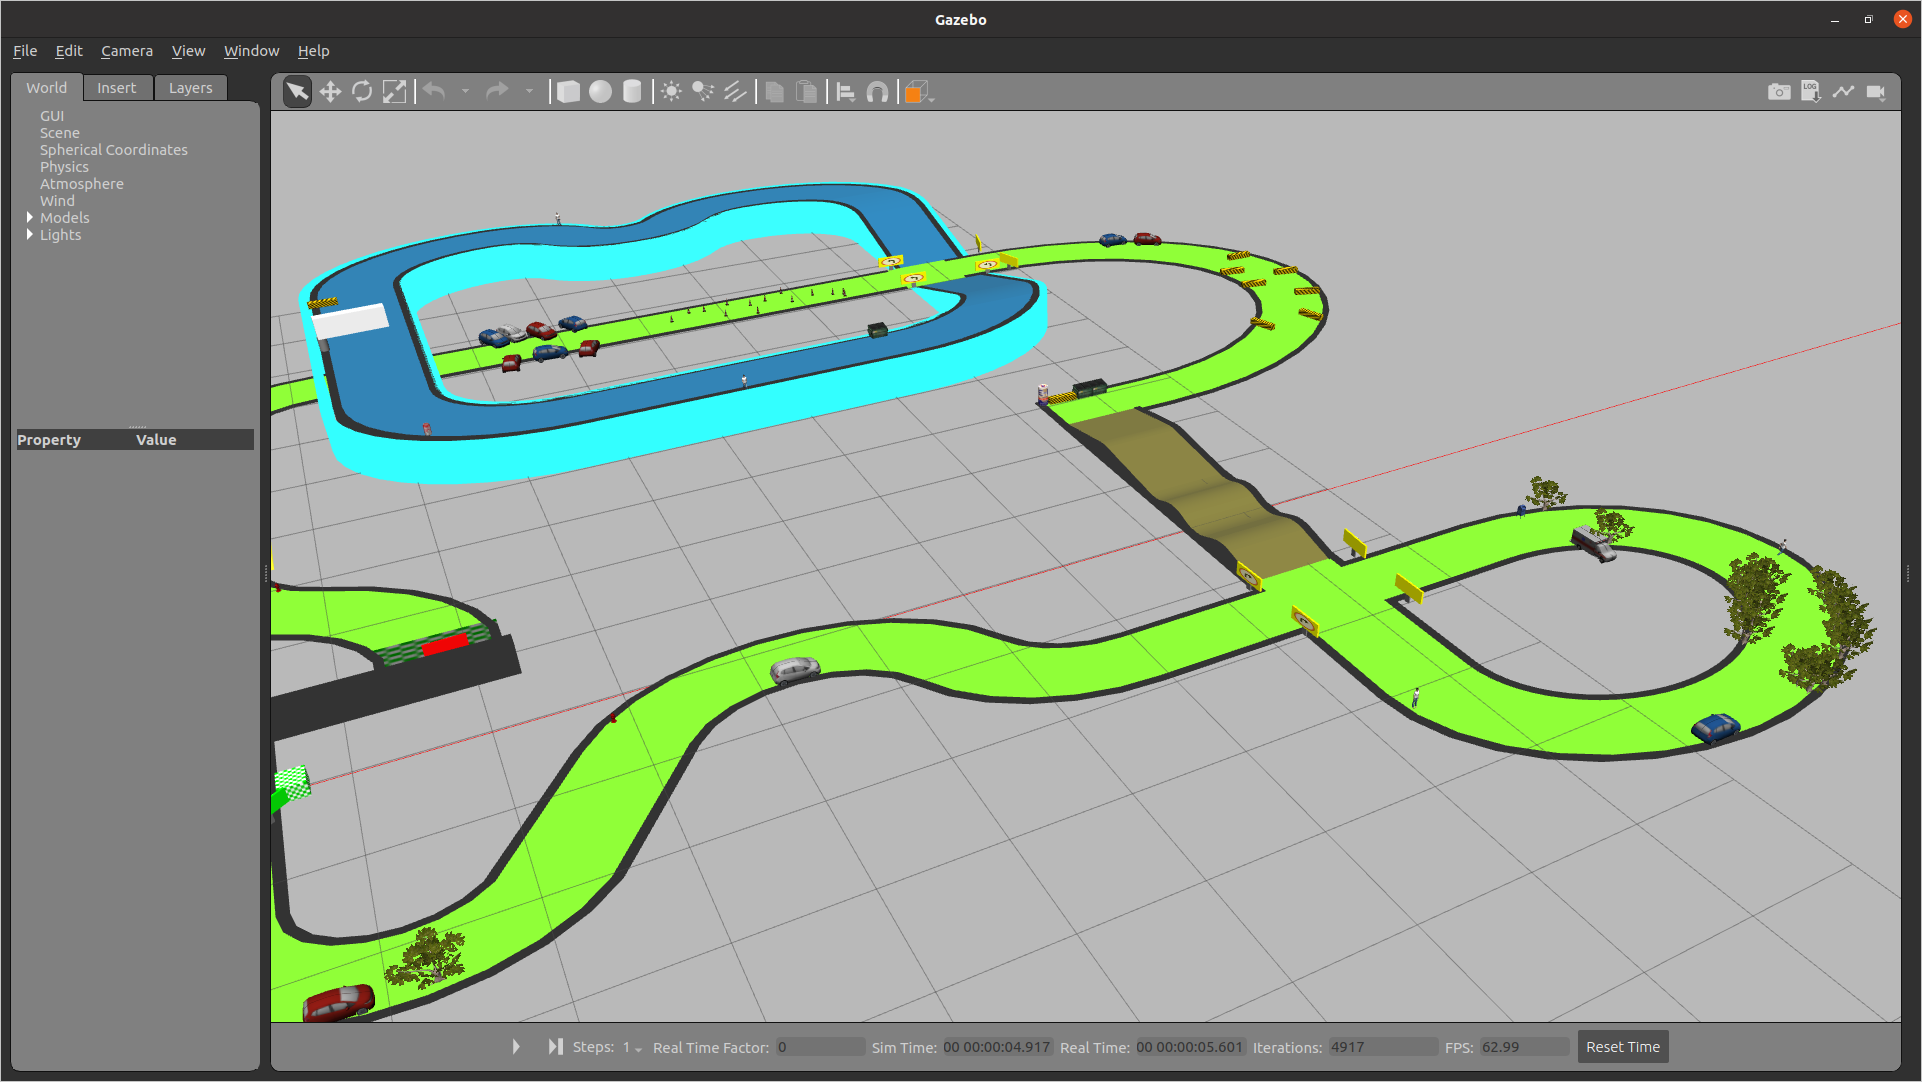 Gazebo
File Edit Camera View Window Help
World Insert Layers
LOG
GUI
Scene
Spherical Coordinates
Physics
Atmosphere
Wind
Models
Lights
Property Value
Steps: 1 Real Time Factor: 0 Sim Time: 00 00:00:04.917 Real Time: 00 00:00:05.601 Iterations: 4917 FPS: 62.99 Reset Time